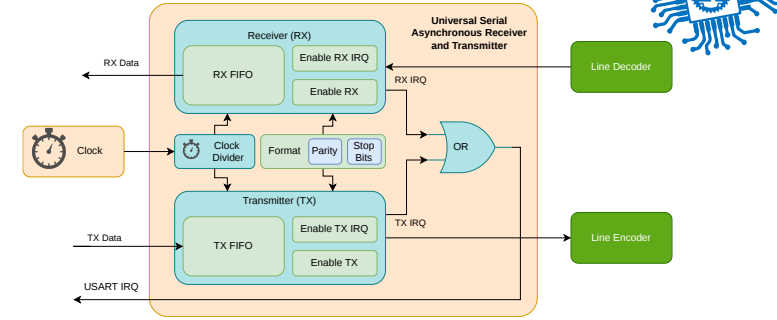 Universal Serial
Asynchronous Receiver
and Transmitter
Receiver (RX)
RX Data
RX FIFO
Enable RX IRQ
Enable RX
RX IRQ
Line Decoder
Clock
Clock
Divider
Format
Parity
Stop
Bits
OR
Transmitter (TX)
TX Data
TX FIFO
Enable TX IRQ
Enable TX
TX IRQ
Line Encoder
USART IRQ